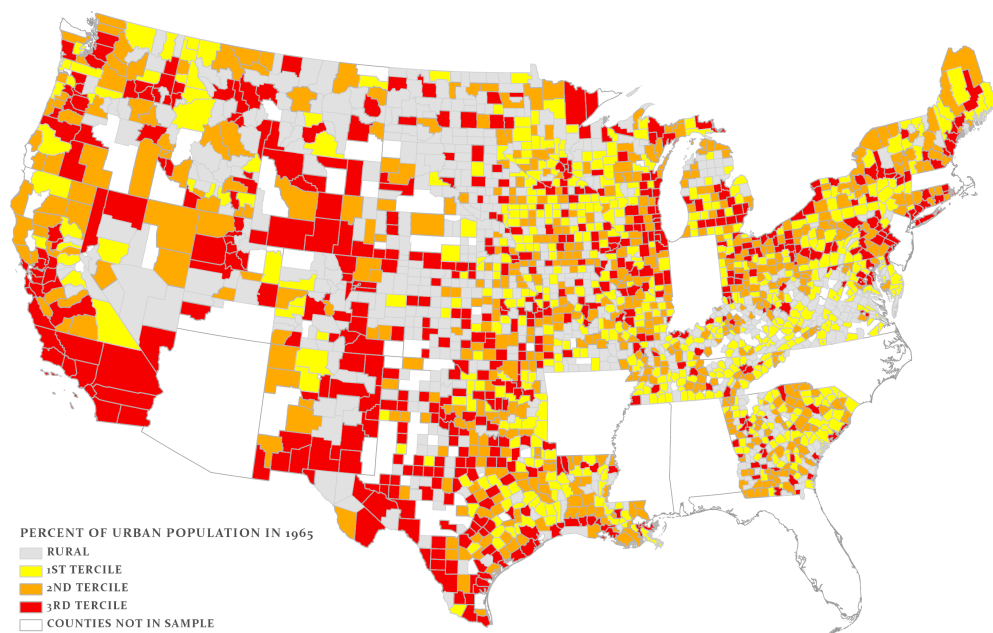 PERCENT OF URBAN POPULATION IN 1965
RURAL
1ST TERCILE
2ND TERCILE
3RD TERCILE
COUNTIES NOT IN SAMPLE